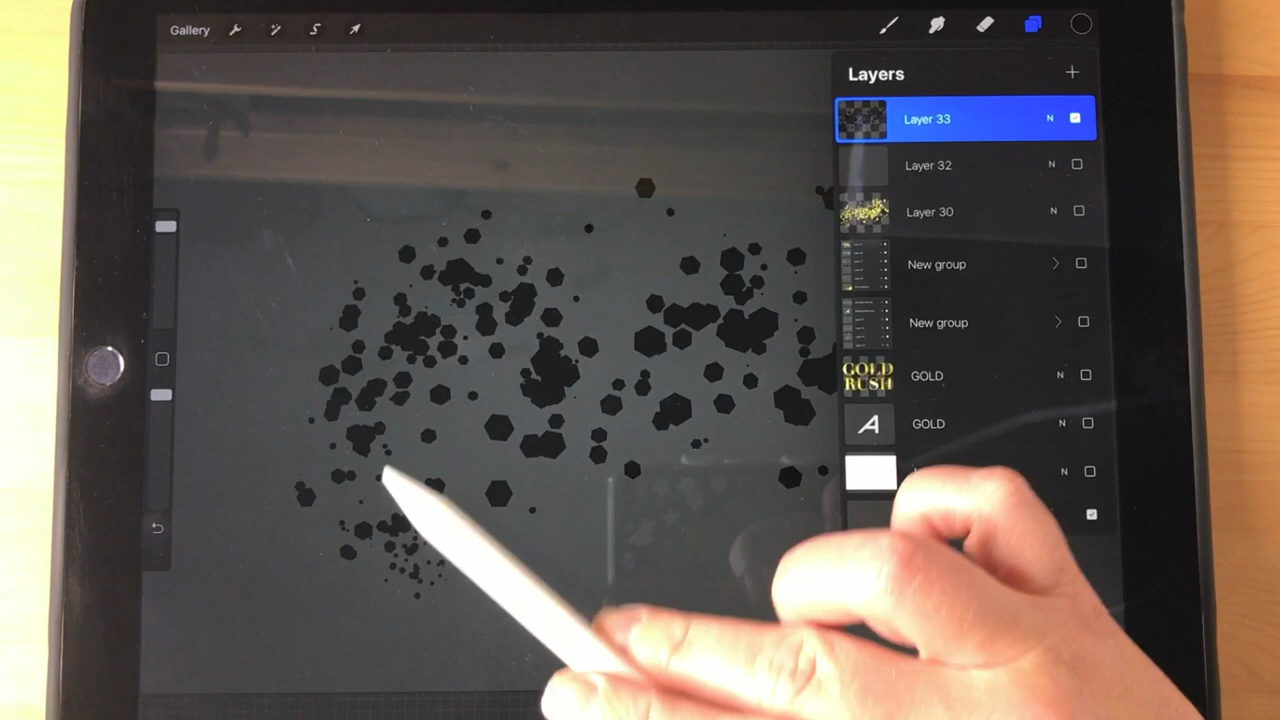 Gallery
Layers
Layer 33 N
Layer 32 N
Layer 30 N
New group
New group
GOLD RUSH GOLD N
A GOLD N
N